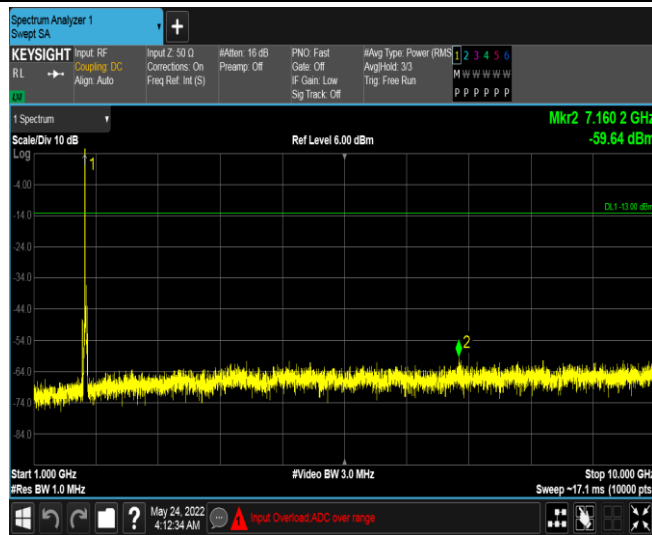 Spectrum Analyzer 1
Swept SA
KEYSIGHT
RL
Input: RF
Coupling: DC
Align: Auto
Input Z: 50 Ω
Corrections: On
Freq Ref: Int (S)
#Atten: 16 dB
Preamp: Off
PNO: Fast
Gate: Off
IF Gain: Low
Sig Track: Off
#Avg Type: Power (RMS
Avg|Hold: 3/3
Trig: Free Run
1 2 3 4 5 6
M W W W W W
P P P P P P
1 Spectrum
Mkr2 7.160 2 GHz
Scale/Div 10 dB
Ref Level 6.00 dBm
-59.64 dBm
Log
1
-4.00
DL1 -13.00 dBm
-14.0
-24.0
-34.0
-44.0
-54.0
2
-64.0
-74.0
-84.0
Start 1.000 GHz
#Video BW 3.0 MHz
Stop 10.000 GHz
#Res BW 1.0 MHz
Sweep ~17.1 ms (10000 pts)
?
May 24, 2022
4:12:34 AM
Input Overload;ADC over range